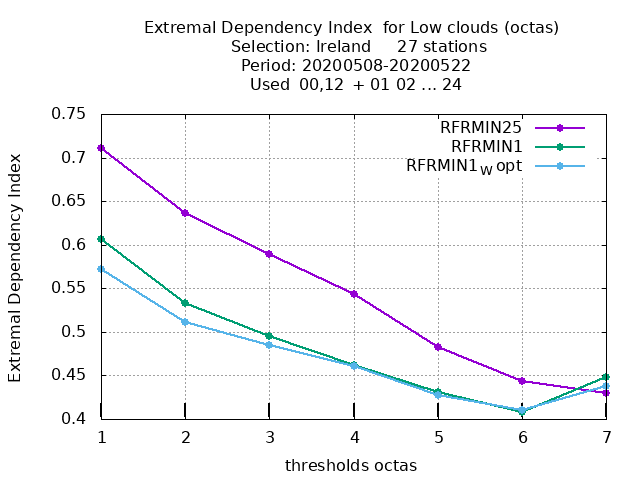 Extremal Dependency Index  for Low clouds (octas)
Selection: Ireland     27 stations
Period: 20200508-20200522
Used  00,12  + 01 02 ... 24
0.75
0.7
0.65
0.6
0.55
0.5
0.45
0.4
Extremal Dependency Index
RFRMIN25
RFRMIN1
RFRMIN1W opt
1 2 3 4 5 6 7
thresholds octas